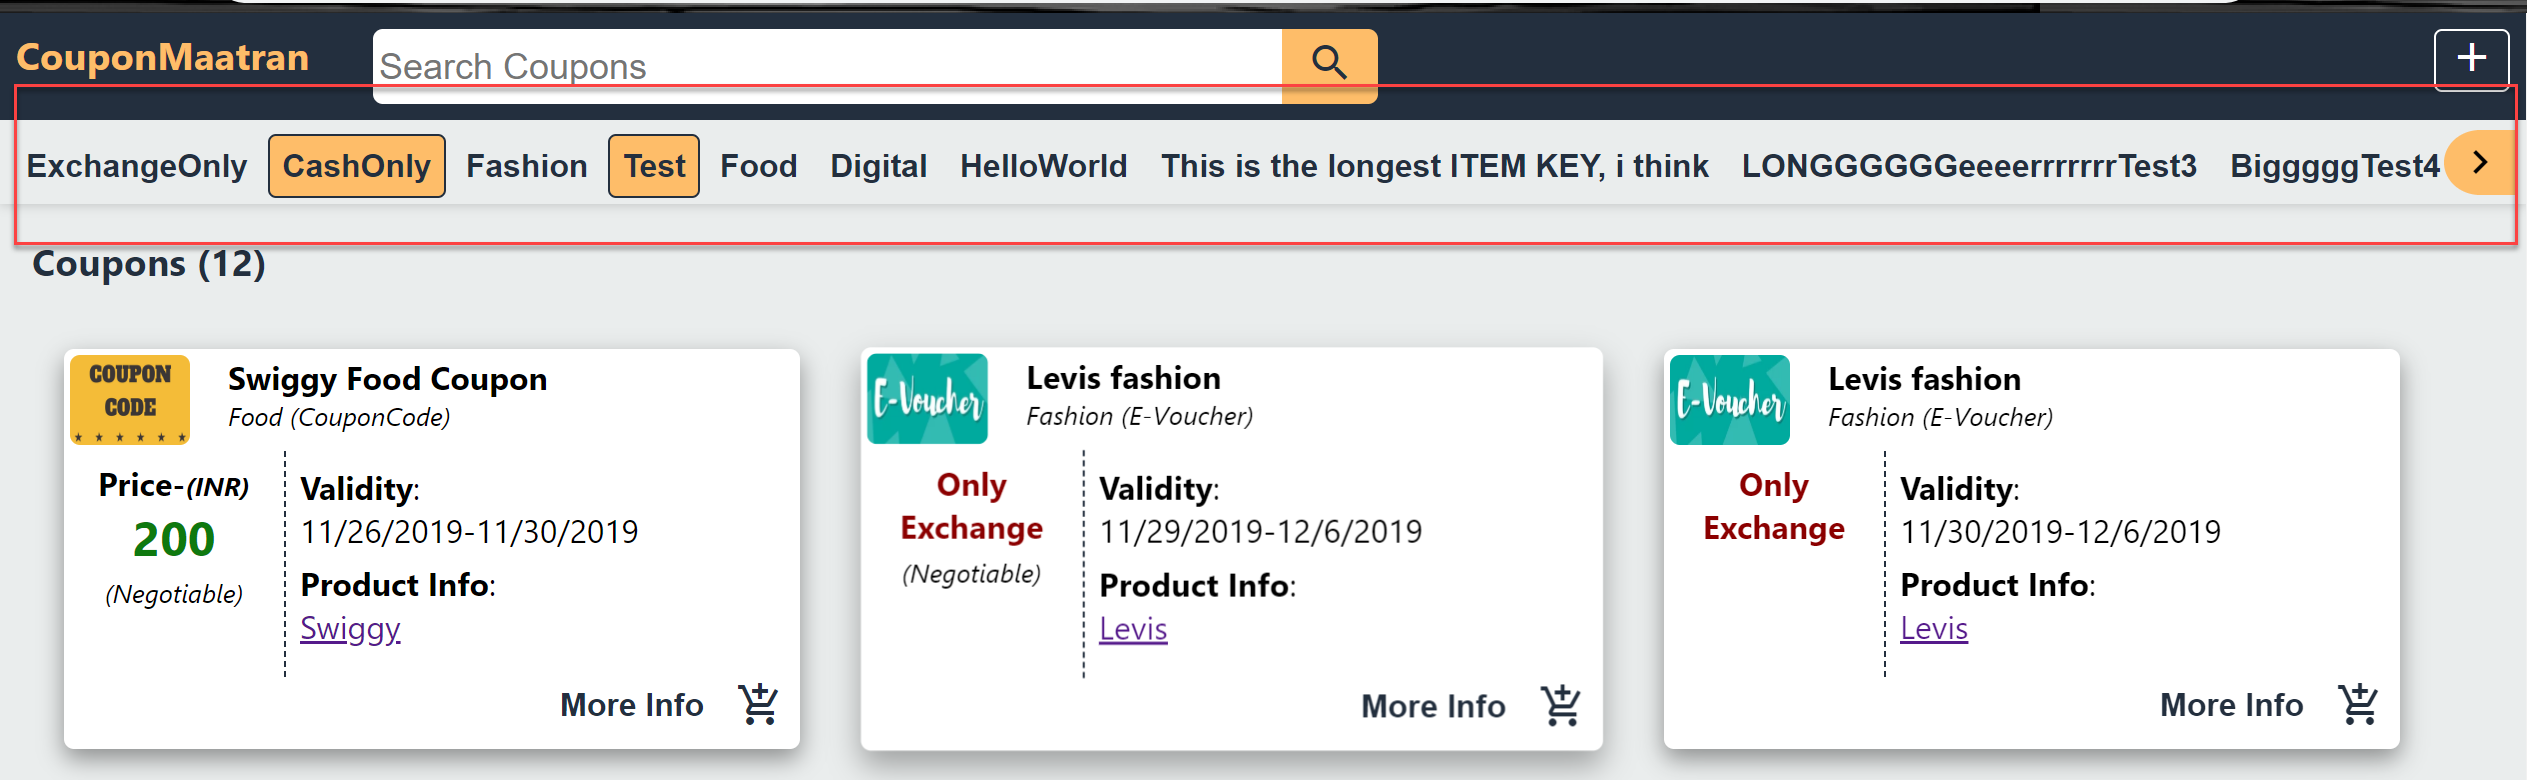 CouponMaatran
Search Coupons
ExchangeOnly CashOnly Fashion Test Food Digital HelloWorld This is the longest ITEM KEY, i think LONGGGGGGeeeerrrrrrrTest3 BigggggTest4
Coupons (12)
COUPON
CODE
Swiggy Food Coupon
Food (CouponCode)
Price-(INR)
200
(Negotiable)
Validity:
11/26/2019-11/30/2019
Product Info:
Swiggy
More Info
E-Voucher
Levis fashion
Fashion (E-Voucher)
Only
Exchange
(Negotiable)
Validity:
11/29/2019-12/6/2019
Product Info:
Levis
More Info
E-Voucher
Levis fashion
Fashion (E-Voucher)
Only
Exchange
Validity:
11/30/2019-12/6/2019
Product Info:
Levis
More Info